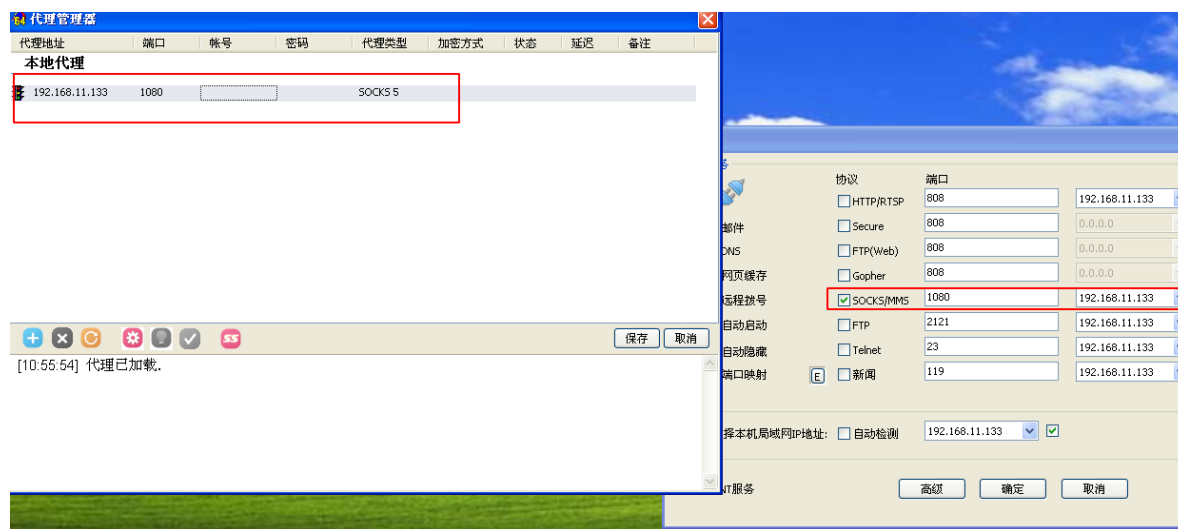 64 代理管理器
代理地址 端口 帐号 密码 代理类型 加密方式 状态 延迟 备注
本地代理
192.168.11.133 1080 SOCKS 5
保存 取消
[10:55:54] 代理已加载.
协议 端口
HTTP/RTSP 808 192.168.11.133
邮件 Secure 808 0.0.0.0
DNS FTP(Web) 808 0.0.0.0
网页缓存 Gopher 808 0.0.0.0
远程拨号 SOCKS/MMS 1080 192.168.11.133
自动启动 FTP 2121 192.168.11.133
自动隐藏 Telnet 23 192.168.11.133
端口映射 E 新闻 119 192.168.11.133
择本机局域网IP地址: 自动检测 192.168.11.133
NT服务 高级 确定 取消